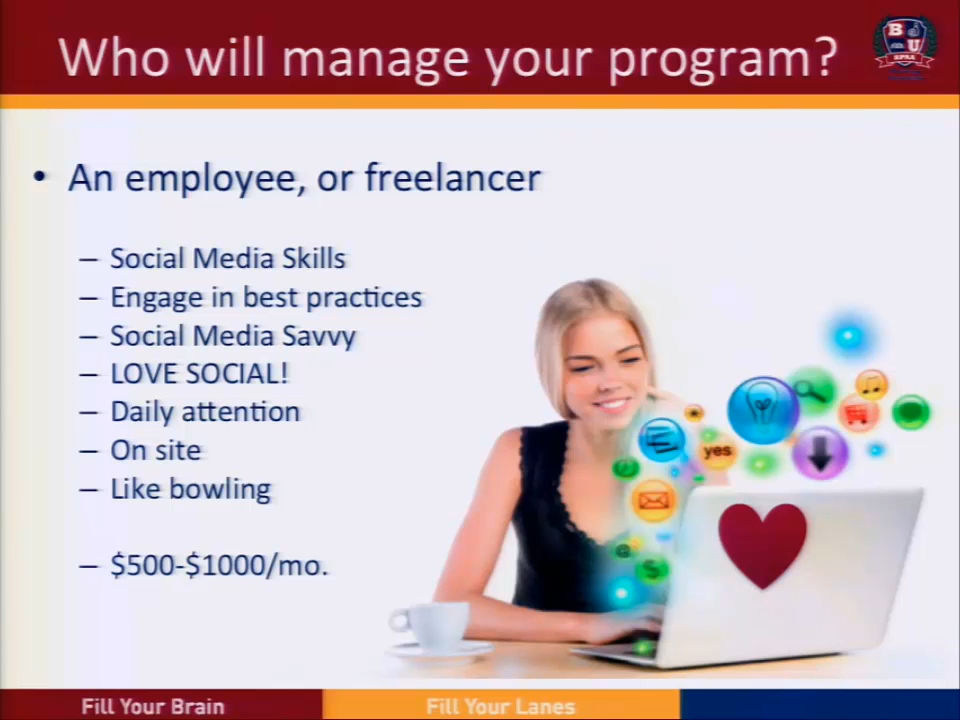 Who will manage your program?
B U
• An employee, or freelancer
– Social Media Skills
– Engage in best practices
– Social Media Savvy
– LOVE SOCIAL!
– Daily attention
– On site
– Like bowling
– $500-$1000/mo.
yes
Fill Your Brain
Fill Your Lanes